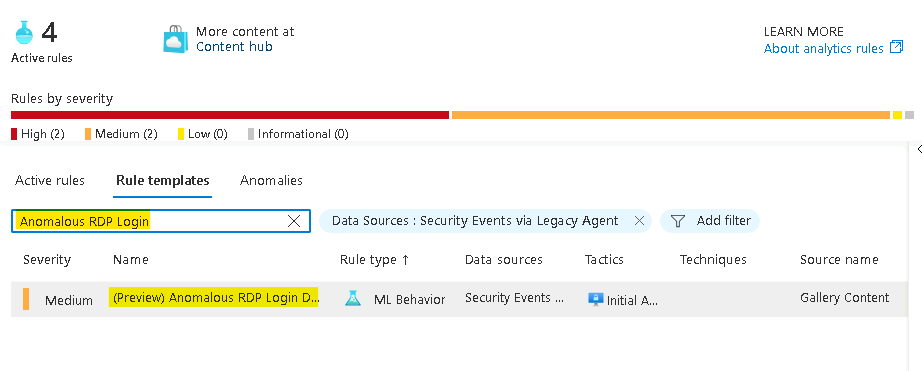 4
Active rules
More content at
Content hub
LEARN MORE
About analytics rules
Rules by severity
High (2) Medium (2) Low (0) Informational (0)
Active rules Rule templates Anomalies
Anomalous RDP Login Data Sources : Security Events via Legacy Agent Add filter
Severity Name Rule type ↑ Data sources Tactics Techniques Source name
Medium (Preview) Anomalous RDP Login D... ML Behavior Security Events ... Initial A... Gallery Content